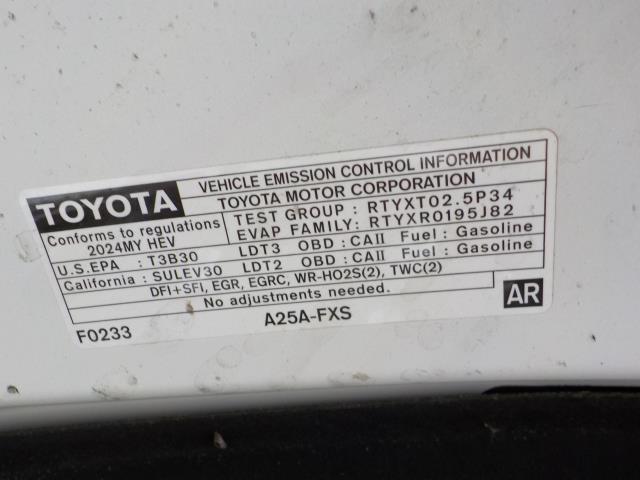 TOYOTA
VEHICLE EMISSION CONTROL INFORMATION
TOYOTA MOTOR CORPORATION
Conforms to regulations
2024MY HEV
TEST GROUP : RTYXT02.5P34
EVAP FAMILY: RTYXR0195J82
U.S.EPA : T3B30 LDT3 OBD : CAII Fuel : Gasoline
California : SULEV30 LDT2 OBD : CAII Fuel : Gasoline
DFI+SFI, EGR, EGRC, WR-HO2S(2), TWC(2)
No adjustments needed.
F0233
A25A-FXS
AR